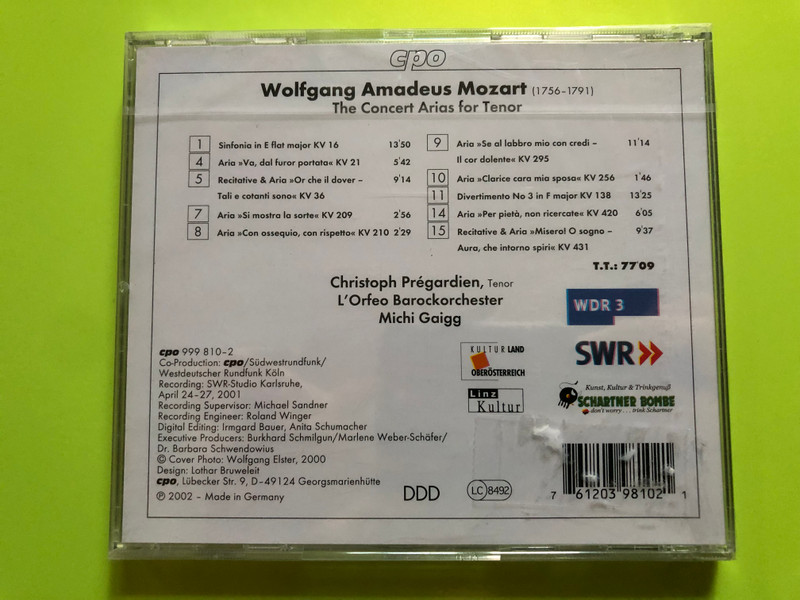 cpo
Wolfgang Amadeus Mozart (1756–1791)
The Concert Arias for Tenor
1 Sinfonia in E flat major KV 16 13'50
4 Aria »Va, dal furor portata« KV 21 5'42
5 Recitative & Aria »Or che il dover – 9'14
Tali e cotanti sono« KV 36
7 Aria »Si mostra la sorte« KV 209 2'56
8 Aria »Con ossequio, con rispetto« KV 210 2'29
9 Aria »Se al labbro mio con credi – 11'14
Il cor dolente« KV 295
10 Aria »Clarice cara mia sposa« KV 256 1'46
11 Divertimento No 3 in F major KV 138 13'25
14 Aria »Per pietà, non ricercate« KV 420 6'05
15 Recitative & Aria »Misero! O sogno – 9'37
Aura, che intorno spiri« KV 431
T.T.: 77'09
Christoph Prégardien, Tenor
L'Orfeo Barockorchester
Michi Gaigg
WDR 3
cpo 999 810-2
Co-Production: cpo/Südwestrundfunk/
Westdeutscher Rundfunk Köln
Recording: SWR-Studio Karlsruhe,
April 24–27, 2001
Recording Supervisor: Michael Sandner
Recording Engineer: Roland Winger
Digital Editing: Irmgard Bauer, Anita Schumacher
Executive Producers: Burkhard Schmilgun/Marlene Weber-Schäfer/
Dr. Barbara Schwendowius
© Cover Photo: Wolfgang Elster, 2000
Design: Lothar Bruweleit
cpo, Lübecker Str. 9, D–49124 Georgsmarienhütte
℗ 2002 – Made in Germany
KULTURLAND
OBERÖSTERREICH
SWR
Linz
Kultur
Kunst, Kultur & Trinkgenuß
SCHARTNER BOMBE
don't worry . . . trink Schartner
DDD
LC 8492
7 61203 98102 1